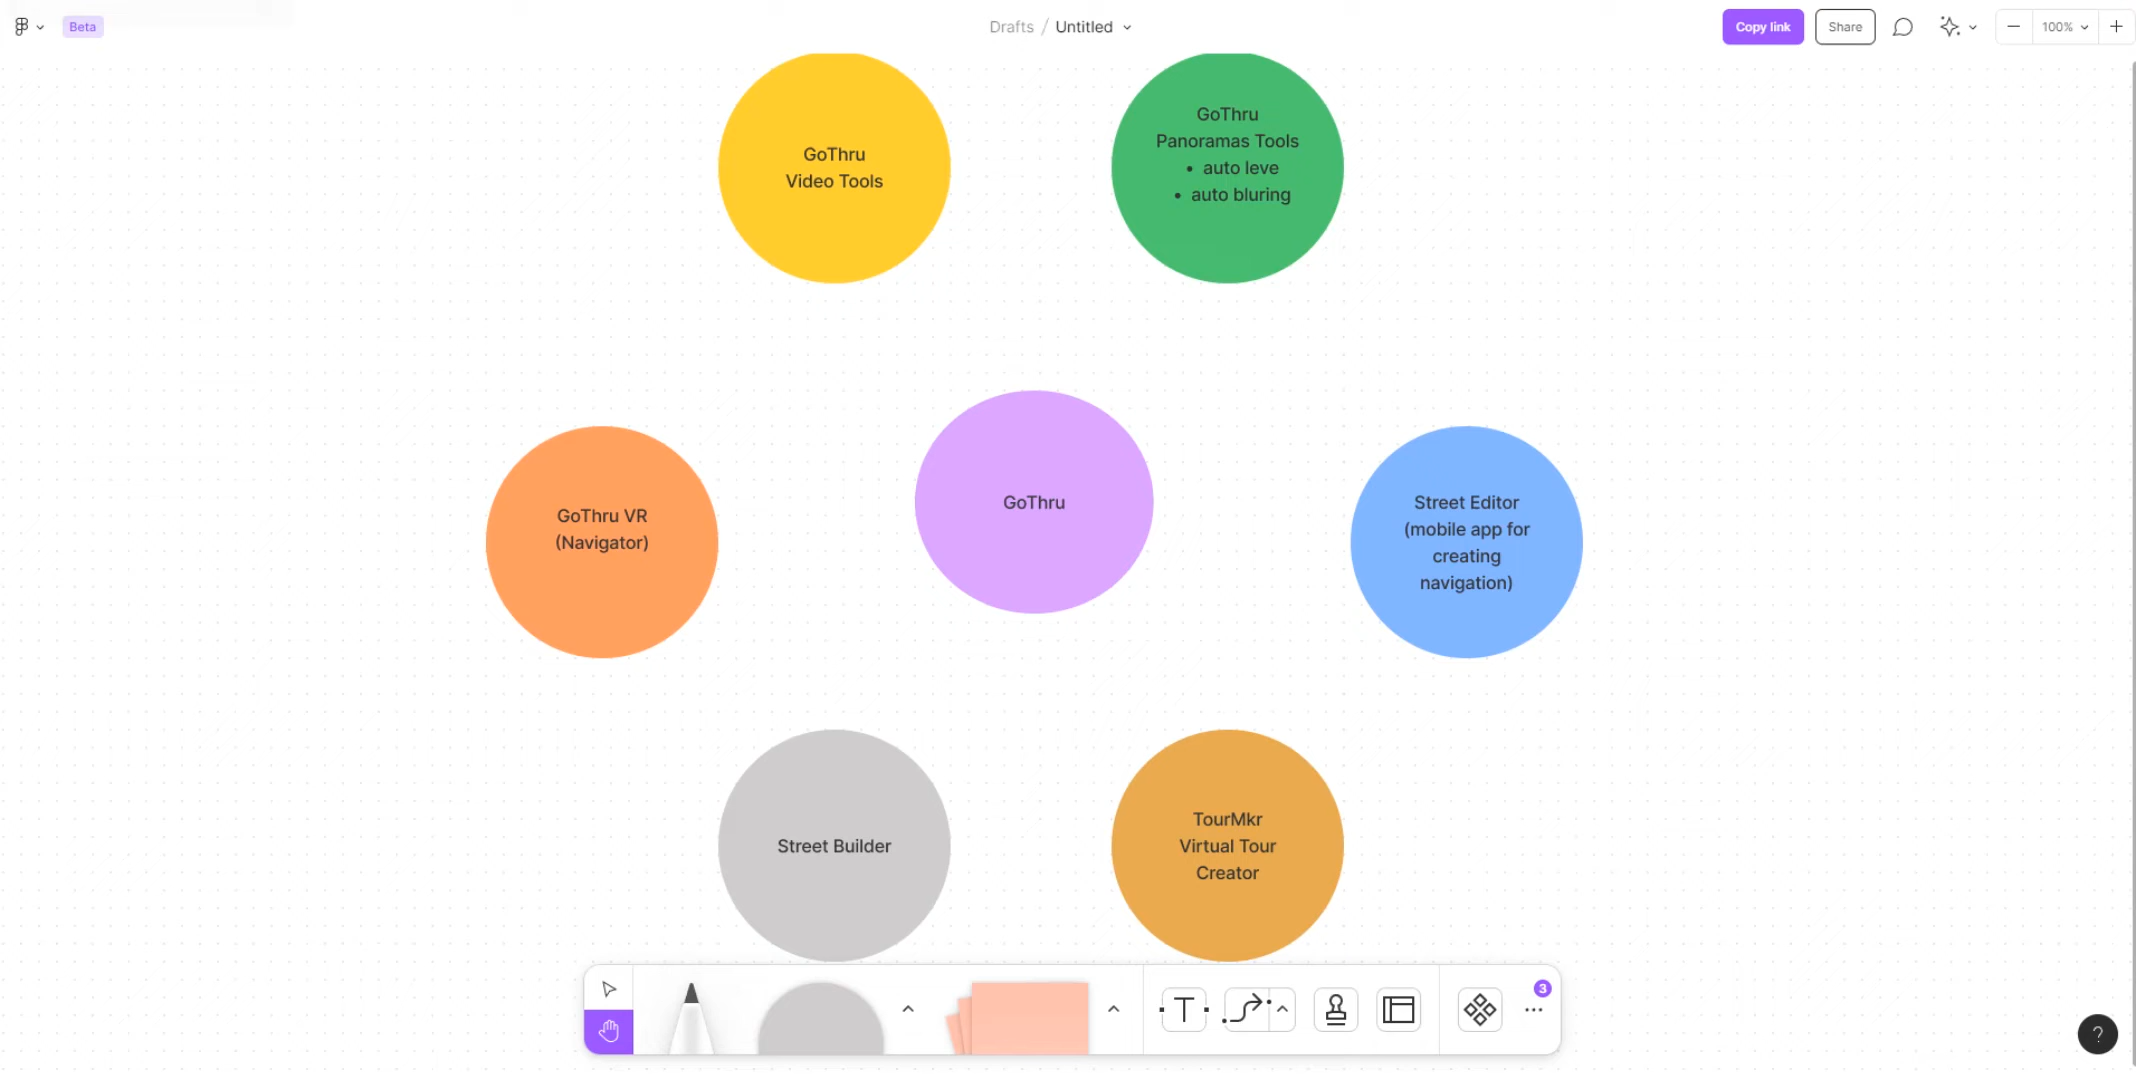 Beta
Drafts / Untitled
Copy link
Share
100%
GoThru
Video Tools
GoThru
Panoramas Tools
• auto leve
• auto bluring
GoThru VR
(Navigator)
GoThru
Street Editor
(mobile app for
creating
navigation)
Street Builder
TourMkr
Virtual Tour
Creator
T
3
?